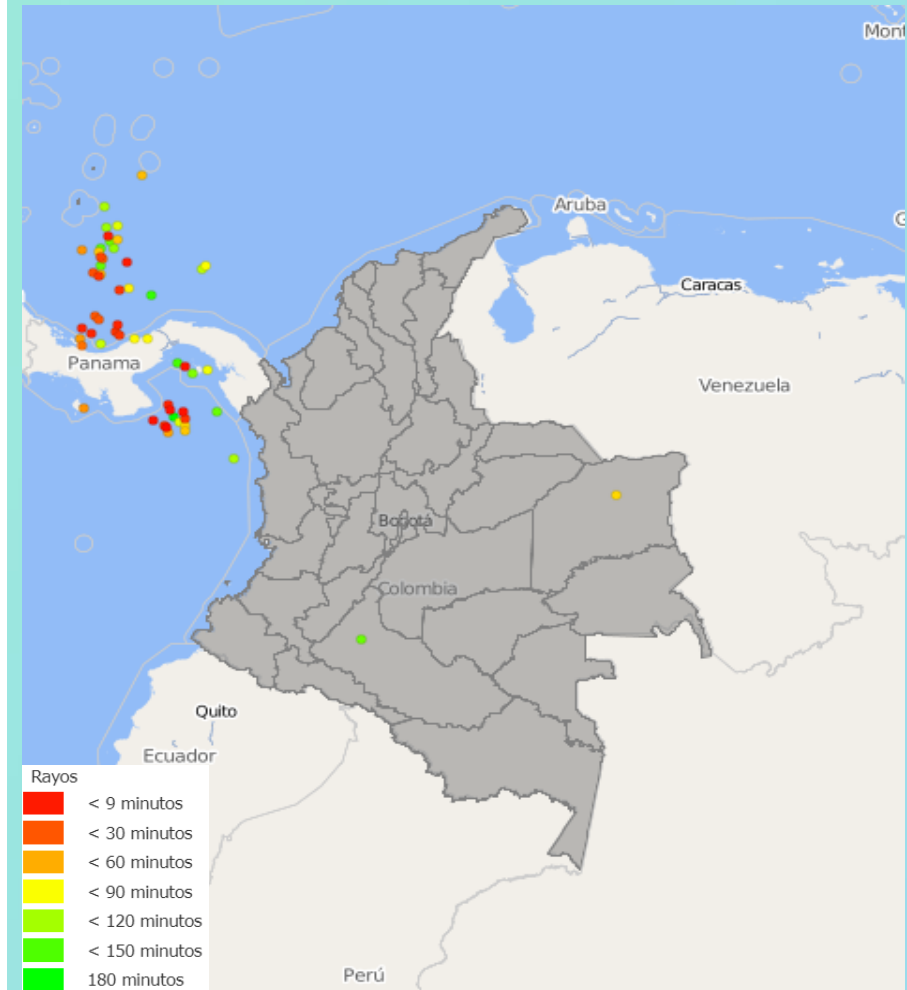 Mont
Aruba
G
Caracas
Panama
Venezuela
Bogotá
Colombia
Quito
Ecuador
Rayos
< 9 minutos
< 30 minutos
< 60 minutos
< 90 minutos
< 120 minutos
< 150 minutos
180 minutos
Perú